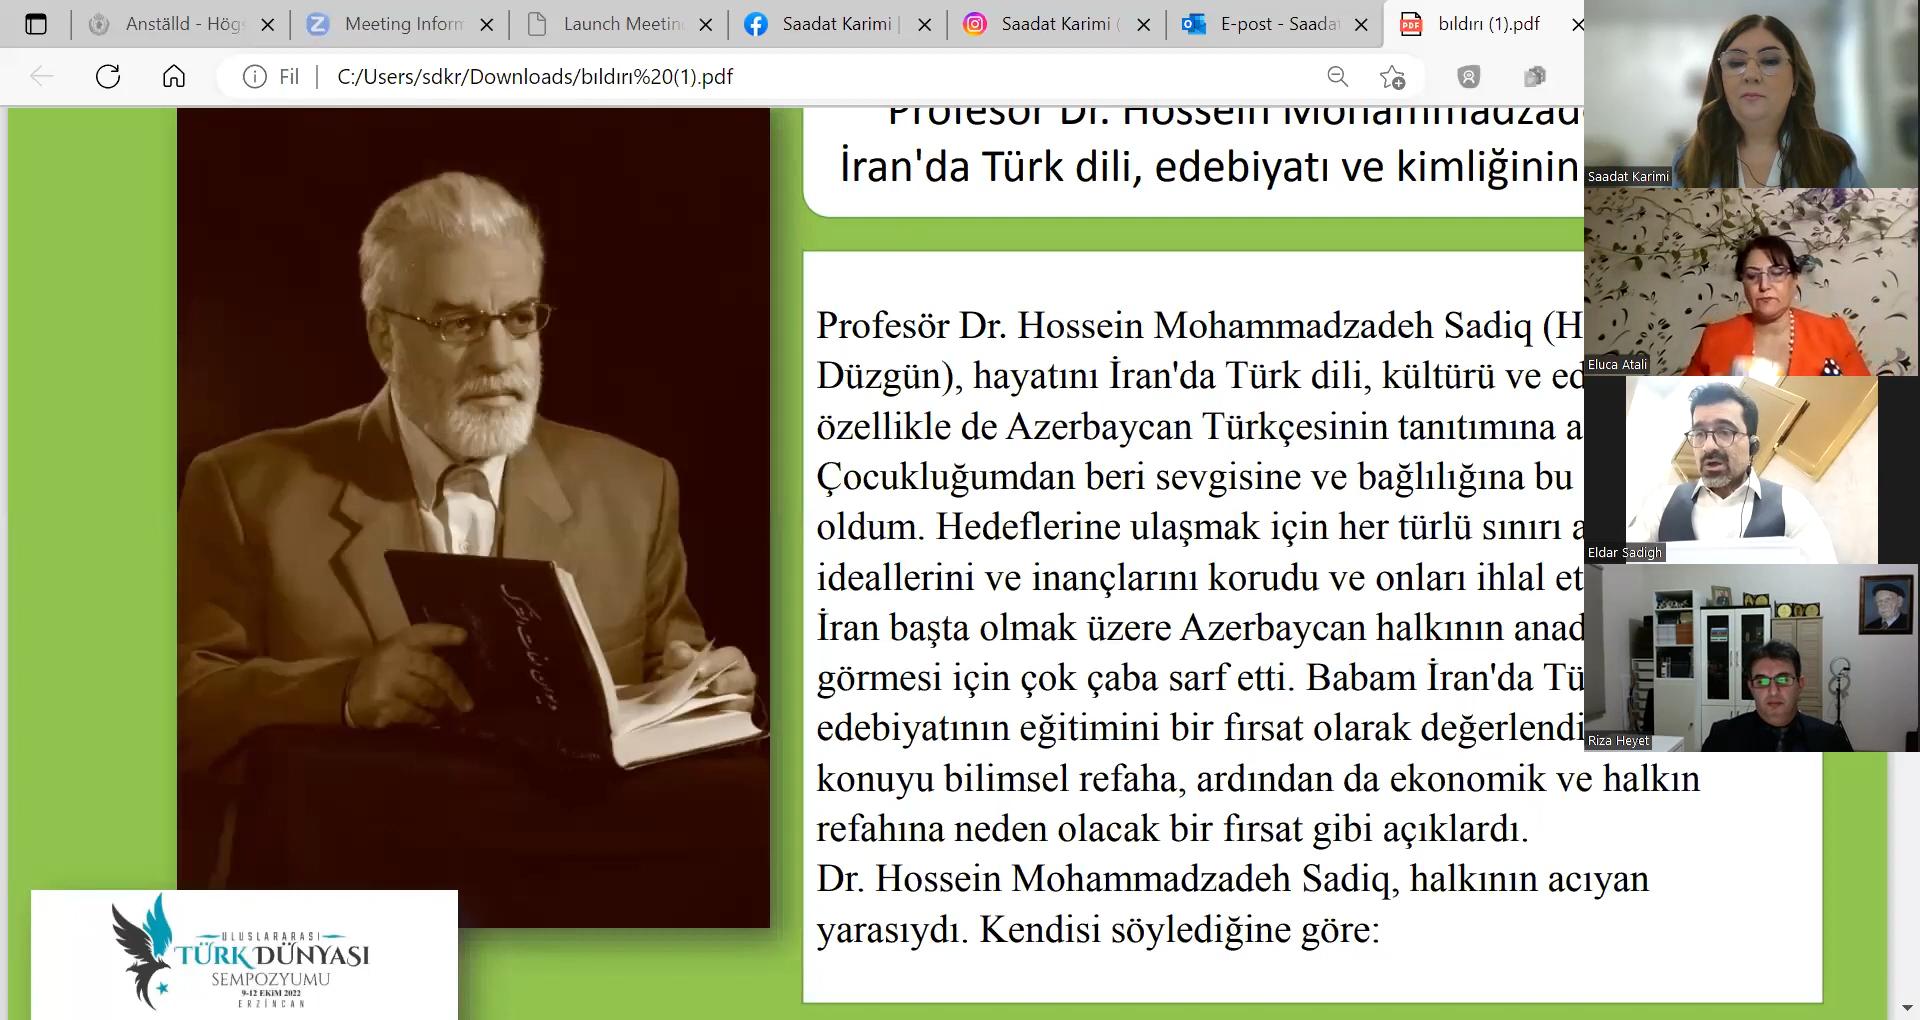 Anställd - Högs
Meeting Inform
Launch Meetin
Saadat Karimi |
Saadat Karimi (
E-post - Saada
bıldırı (1).pdf
Fil
C:/Users/sdkr/Downloads/bıldırı%20(1).pdf
Profesör Dr. Hossein Mohammadzade
İran'da Türk dili, edebiyatı ve kimliğinin
Profesör Dr. Hossein Mohammadzadeh Sadiq (H
Düzgün), hayatını İran'da Türk dili, kültürü ve ed
özellikle de Azerbaycan Türkçesinin tanıtımına a
Çocukluğumdan beri sevgisine ve bağlılığına bu
oldum. Hedeflerine ulaşmak için her türlü sınırı a
ideallerini ve inançlarını korudu ve onları ihlal et
İran başta olmak üzere Azerbaycan halkının anad
görmesi için çok çaba sarf etti. Babam İran'da Tü
edebiyatının eğitimini bir fırsat olarak değerlendi
konuyu bilimsel refaha, ardından da ekonomik ve halkın
refahına neden olacak bir fırsat gibi açıklardı.
Dr. Hossein Mohammadzadeh Sadiq, halkının acıyan
yarasıydı. Kendisi söylediğine göre:
ULUSLARARASI
TÜRK DÜNYASI
SEMPOZYUMU
9-12 EKİM 2022
ERZİNCAN
Saadat Karimi
Eluca Atali
Eldar Sadigh
Riza Heyet